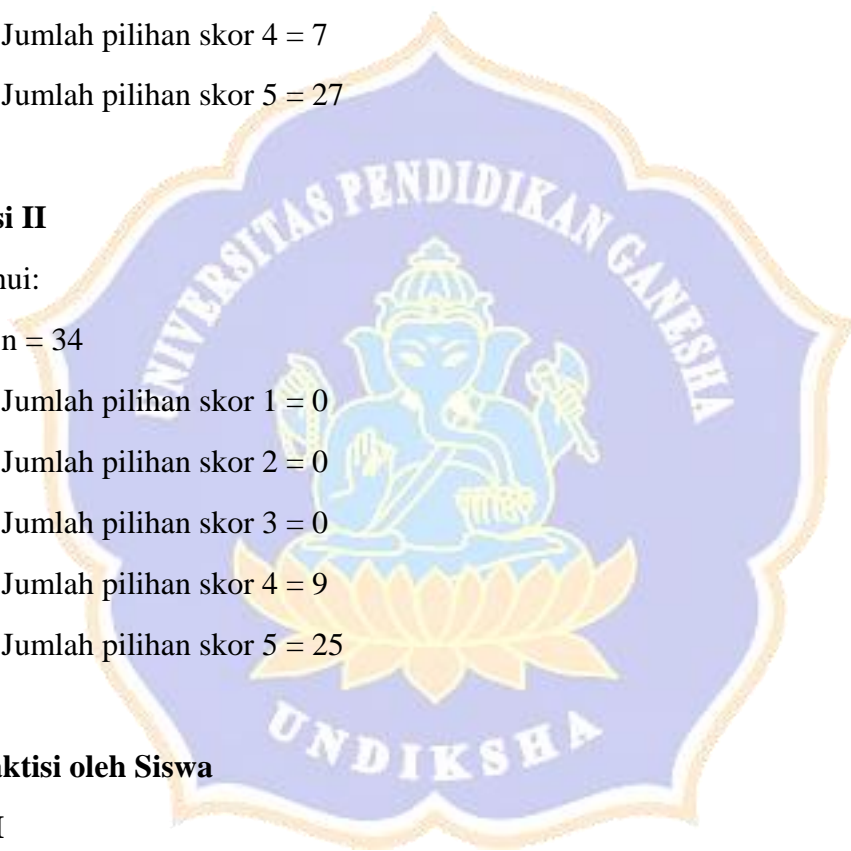 Jumlah pilihan skor 4 = 7
Jumlah pilihan skor 5 = 27
UNIVERSITAS PENDIDIKAN GANESHA
si II
nui:
n = 34
Jumlah pilihan skor 1 = 0
Jumlah pilihan skor 2 = 0
Jumlah pilihan skor 3 = 0
Jumlah pilihan skor 4 = 9
Jumlah pilihan skor 5 = 25
UNDIKSHA
aktisi oleh Siswa
I